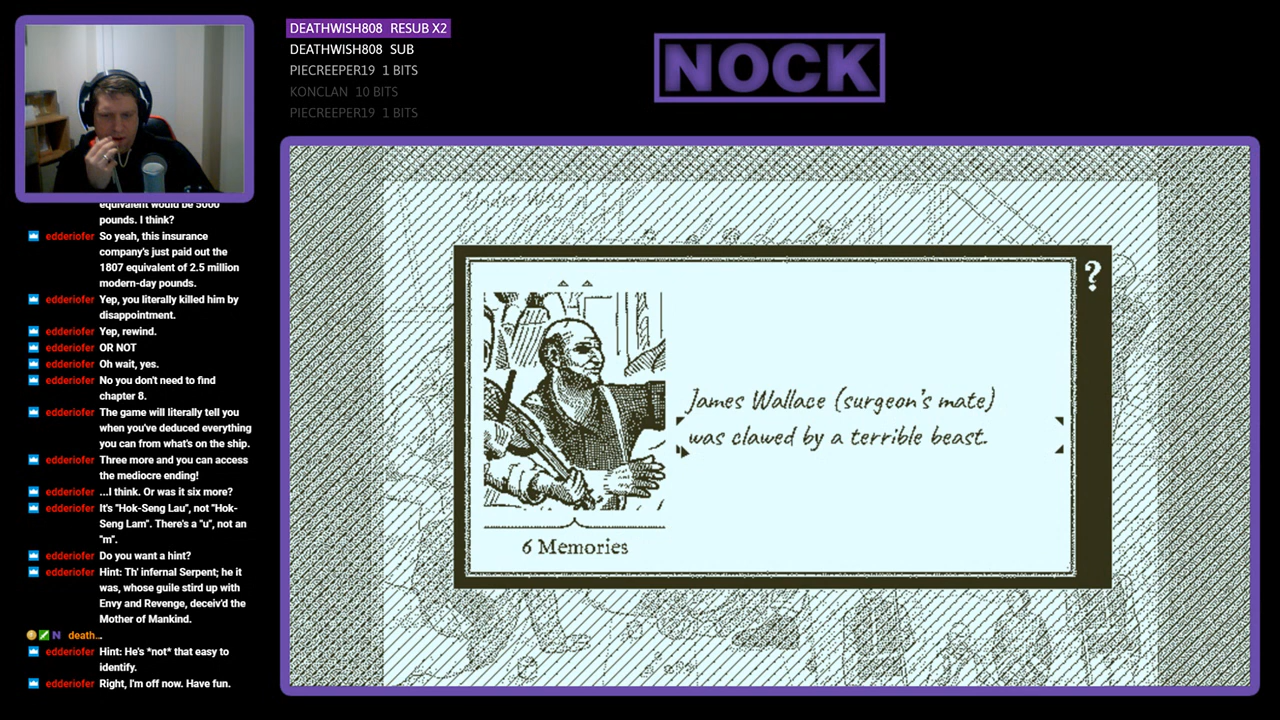 DEATHWISH808 RESUB X2
DEATHWISH808 SUB
PIECREEPER19 1 BITS
KONCLAN 10 BITS
PIECREEPER19 1 BITS
NOCK
equivalent would be 5000
pounds. I think?
edderiofer So yeah, this insurance
company's just paid out the
1807 equivalent of 2.5 million
modern-day pounds.
edderiofer Yep, you literally killed him by
disappointment.
edderiofer Yep, rewind.
edderiofer OR NOT
edderiofer Oh wait, yes.
edderiofer No you don't need to find
chapter 8.
edderiofer The game will literally tell you
when you've deduced everything
you can from what's on the ship.
edderiofer Three more and you can access
the mediocre ending!
edderiofer ...I think. Or was it six more?
edderiofer It's "Hok-Seng Lau", not "Hok-
Seng Lam". There's a "u", not an
"m".
edderiofer Do you want a hint?
edderiofer Hint: Th' infernal Serpent; he it
was, whose guile stird up with
Envy and Revenge, deceiv'd the
Mother of Mankind.
N death... .
edderiofer Hint: He's *not* that easy to
identify.
edderiofer Right, I'm off now. Have fun.
Under Way
?
James Wallace (surgeon's mate)
was clawed by a terrible beast.
6 Memories